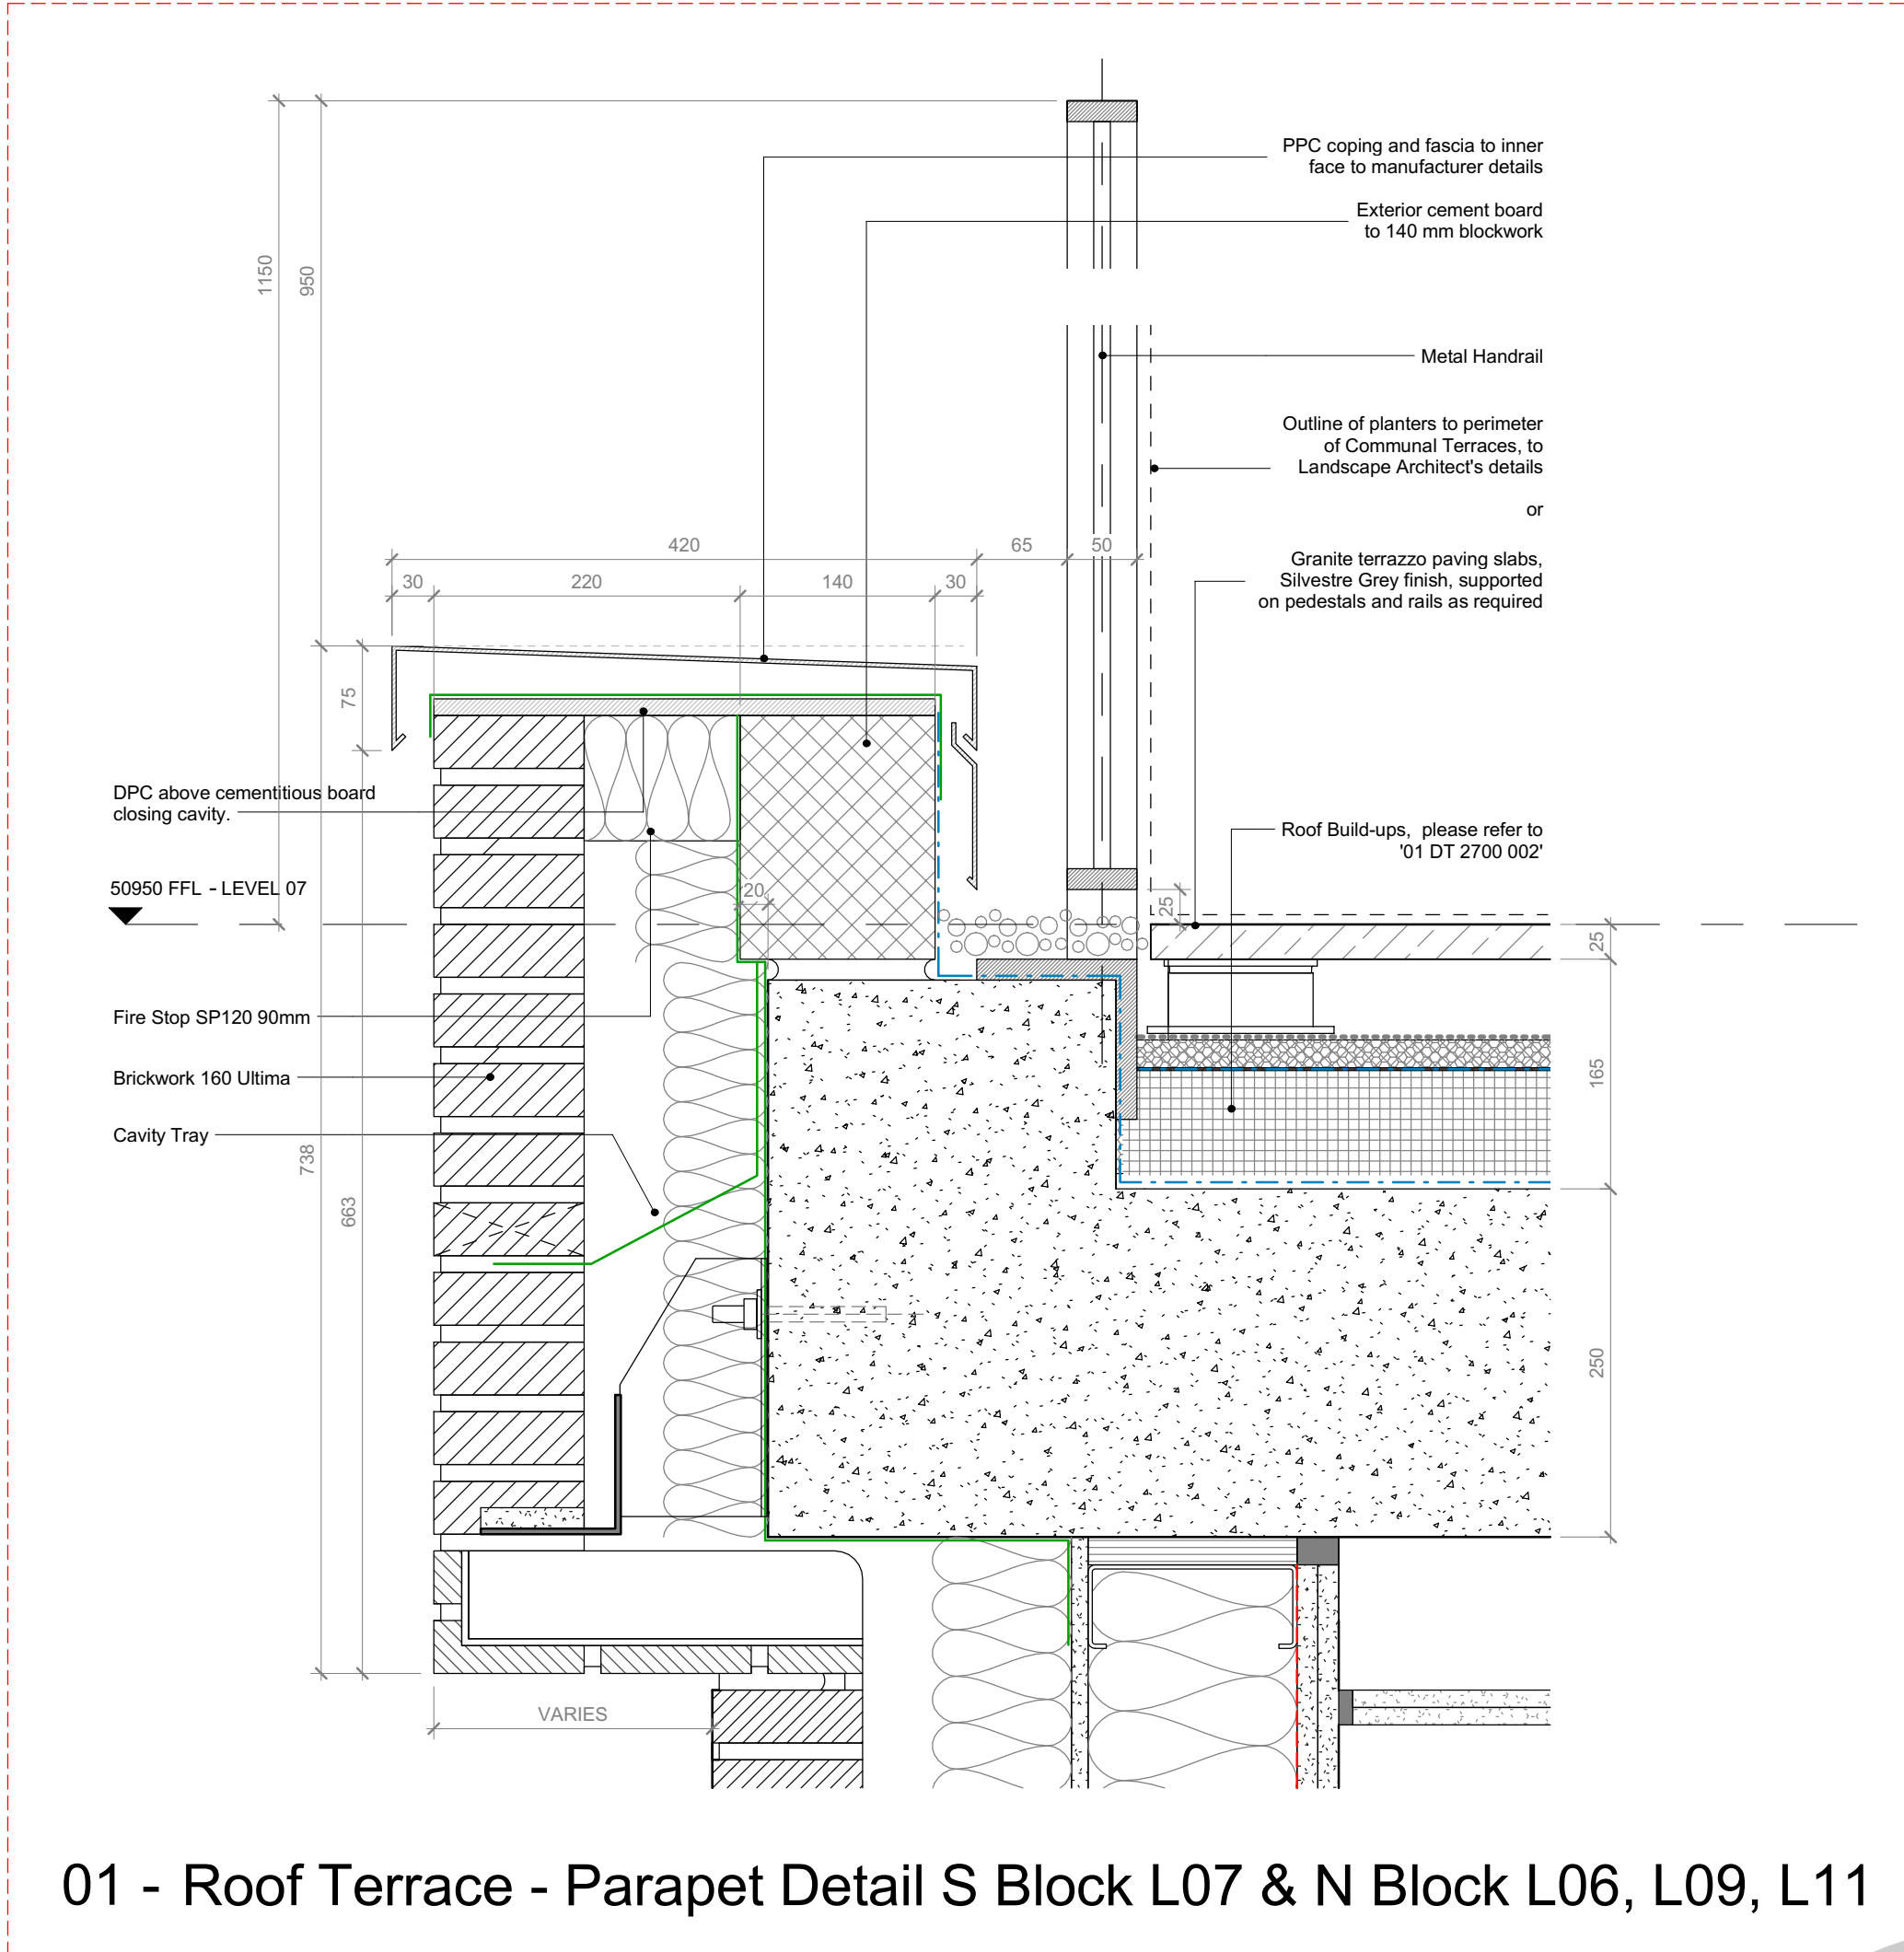 PPC coping and fascia to inner
face to manufacturer details
Exterior cement board
to 140 mm blockwork
1150
950
Metal Handrail
Outline of planters to perimeter
of Communal Terraces, to
Landscape Architect's details
or
Granite terrazzo paving slabs,
Silvestre Grey finish, supported
on pedestals and rails as required
420
65
50
30
220
140
30
75
DPC above cementitious board
closing cavity.
Roof Build-ups, please refer to
'01 DT 2700 002'
50950 FFL - LEVEL 07
20
25
25
Fire Stop SP120 90mm
Brickwork 160 Ultima
165
Cavity Tray
738
663
250
VARIES
01 - Roof Terrace - Parapet Detail S Block L07 & N Block L06, L09, L11